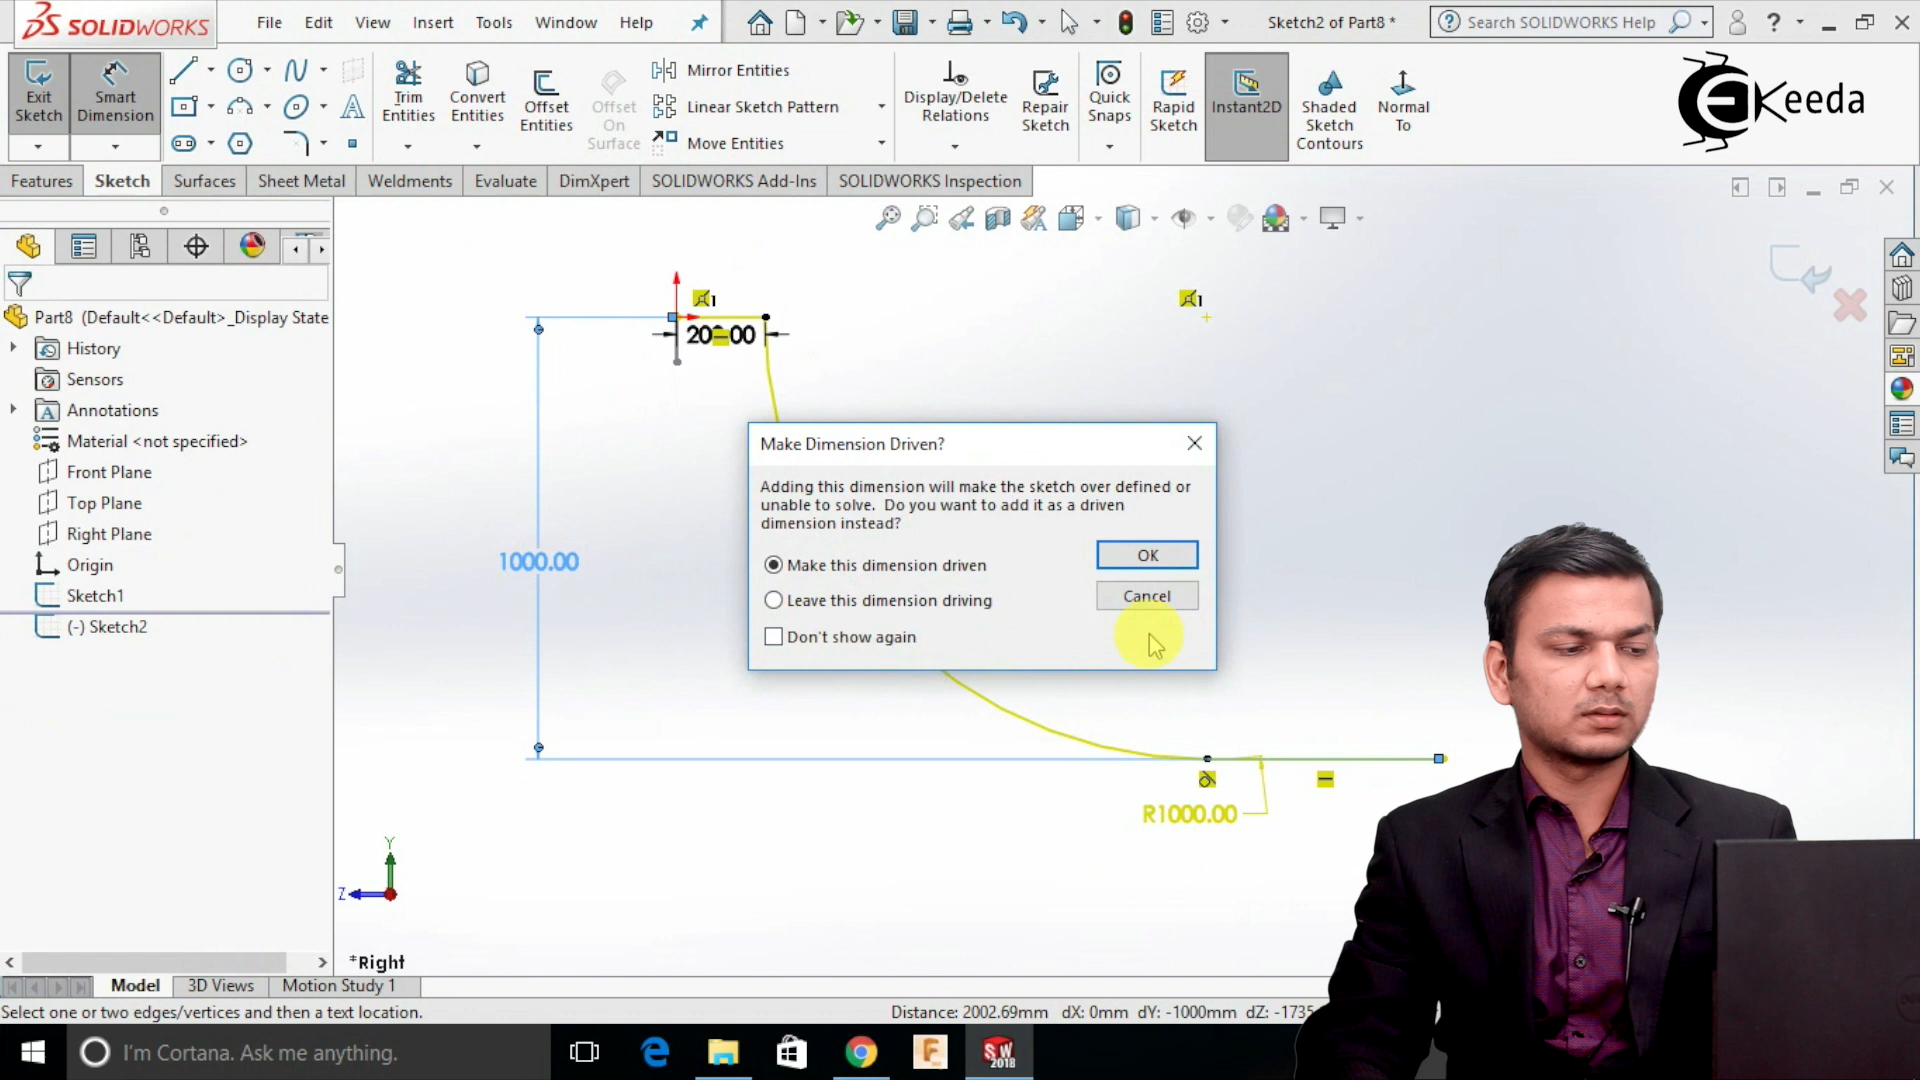 SOLIDWORKS
File Edit View Insert Tools Window Help
Sketch2 of Part8 *
Search SOLIDWORKS Help
Exit Sketch
Smart Dimension
Trim Entities
Convert Entities
Offset Entities
Offset On Surface
Mirror Entities
Linear Sketch Pattern
Move Entities
Display/Delete Relations
Repair Sketch
Quick Snaps
Rapid Sketch
Instant2D
Shaded Sketch Contours
Normal To
EKeeda
Features Sketch Surfaces Sheet Metal Weldments Evaluate DimXpert SOLIDWORKS Add-Ins SOLIDWORKS Inspection
Part8 (Default<<Default>_Display State
History
Sensors
Annotations
Material <not specified>
Front Plane
Top Plane
Right Plane
Origin
Sketch1
(-) Sketch2
1
1
1000.00
Make Dimension Driven?
Adding this dimension will make the sketch over defined or
unable to solve. Do you want to add it as a driven
dimension instead?
Make this dimension driven
OK
Leave this dimension driving
Cancel
Don't show again
R1000.00
Y
Z
*Right
Model 3D Views Motion Study 1
Select one or two edges/vertices and then a text location.
Distance: 2002.69mm dX: 0mm dY: -1000mm dZ: -1735
I'm Cortana. Ask me anything.
SW
2018